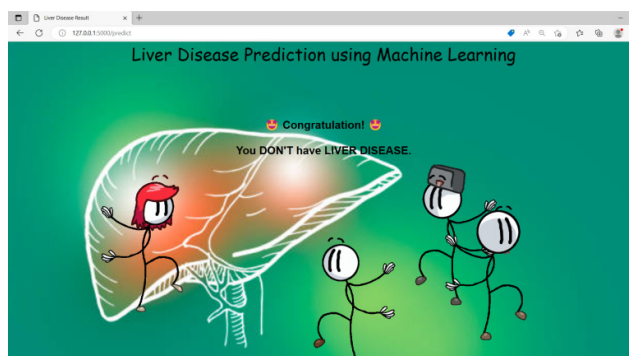 Liver Disease Result
127.0.0.1:5000/predict
Liver Disease Prediction using Machine Learning
🤩 Congratulation! 🤩
You DON'T have LIVER DISEASE.